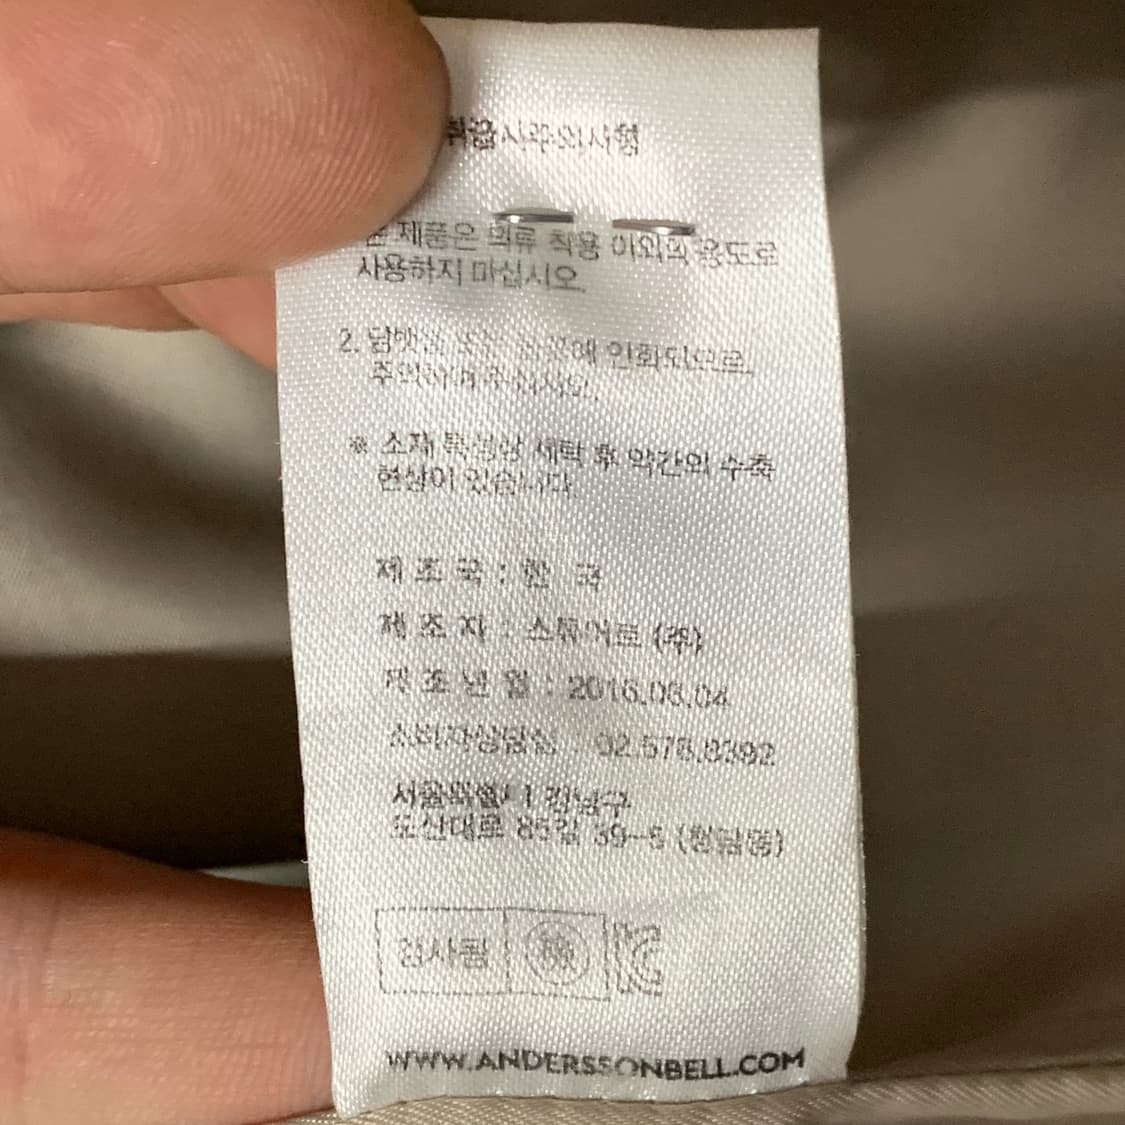 취급시주의사형
본 제품은 의류 착용 이외의 용도로
사용하지 마십시오.
2. 담뱃불 또는 불꽃에 인화되므로
주의하여 주십시오.
※ 소재 특성상 세탁 후 약간의 수축
현상이 있습니다.
제 조 국 : 한 국
제 조 자 : 스튜어트 (주)
제 조 년 월 : 2016.03.04
소비자상담실 : 02.578.8392
서울특별시 강남구
도산대로 85길 39-5 (청담동)
검사됨
KC
WWW.ANDERSSONBELL.COM